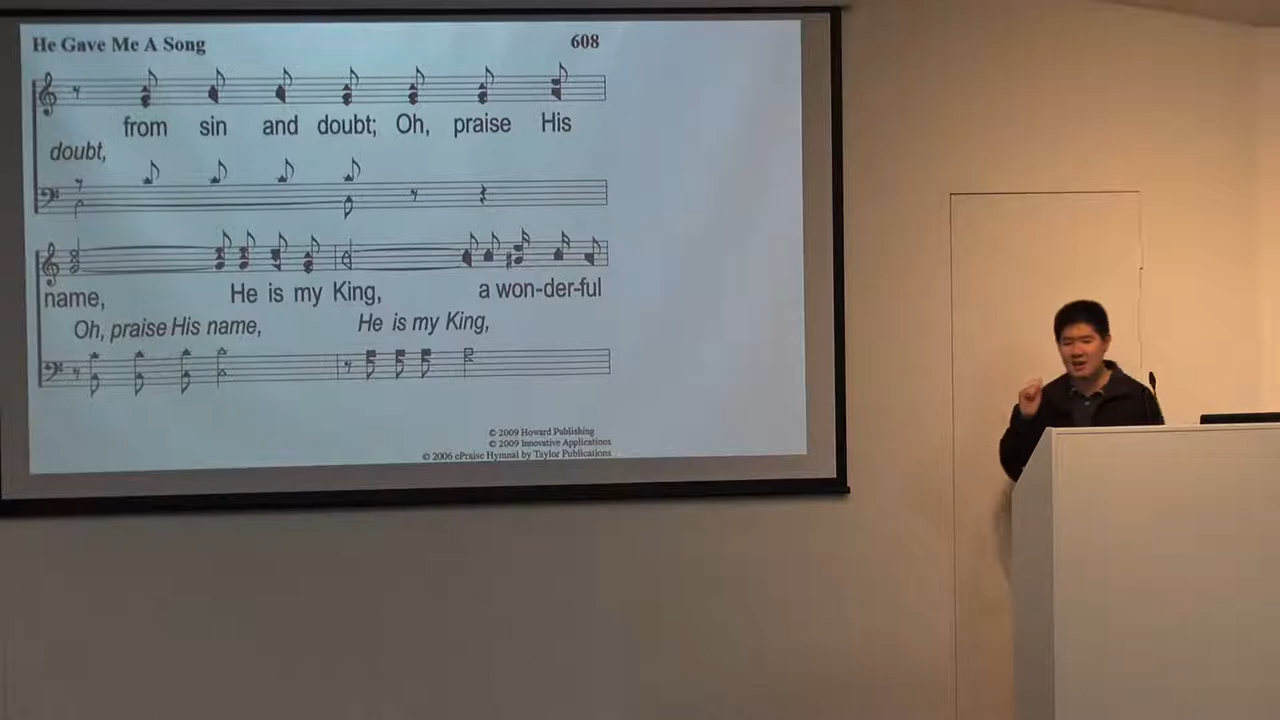 He Gave Me A Song 608
from sin and doubt; Oh, praise His
doubt,
name, He is my King, a won-der-ful
Oh, praise His name, He is my King,
© 2009 Howard Publishing
© 2009 Innovative Applications
© 2006 ePraise Hymnal by Taylor Publications